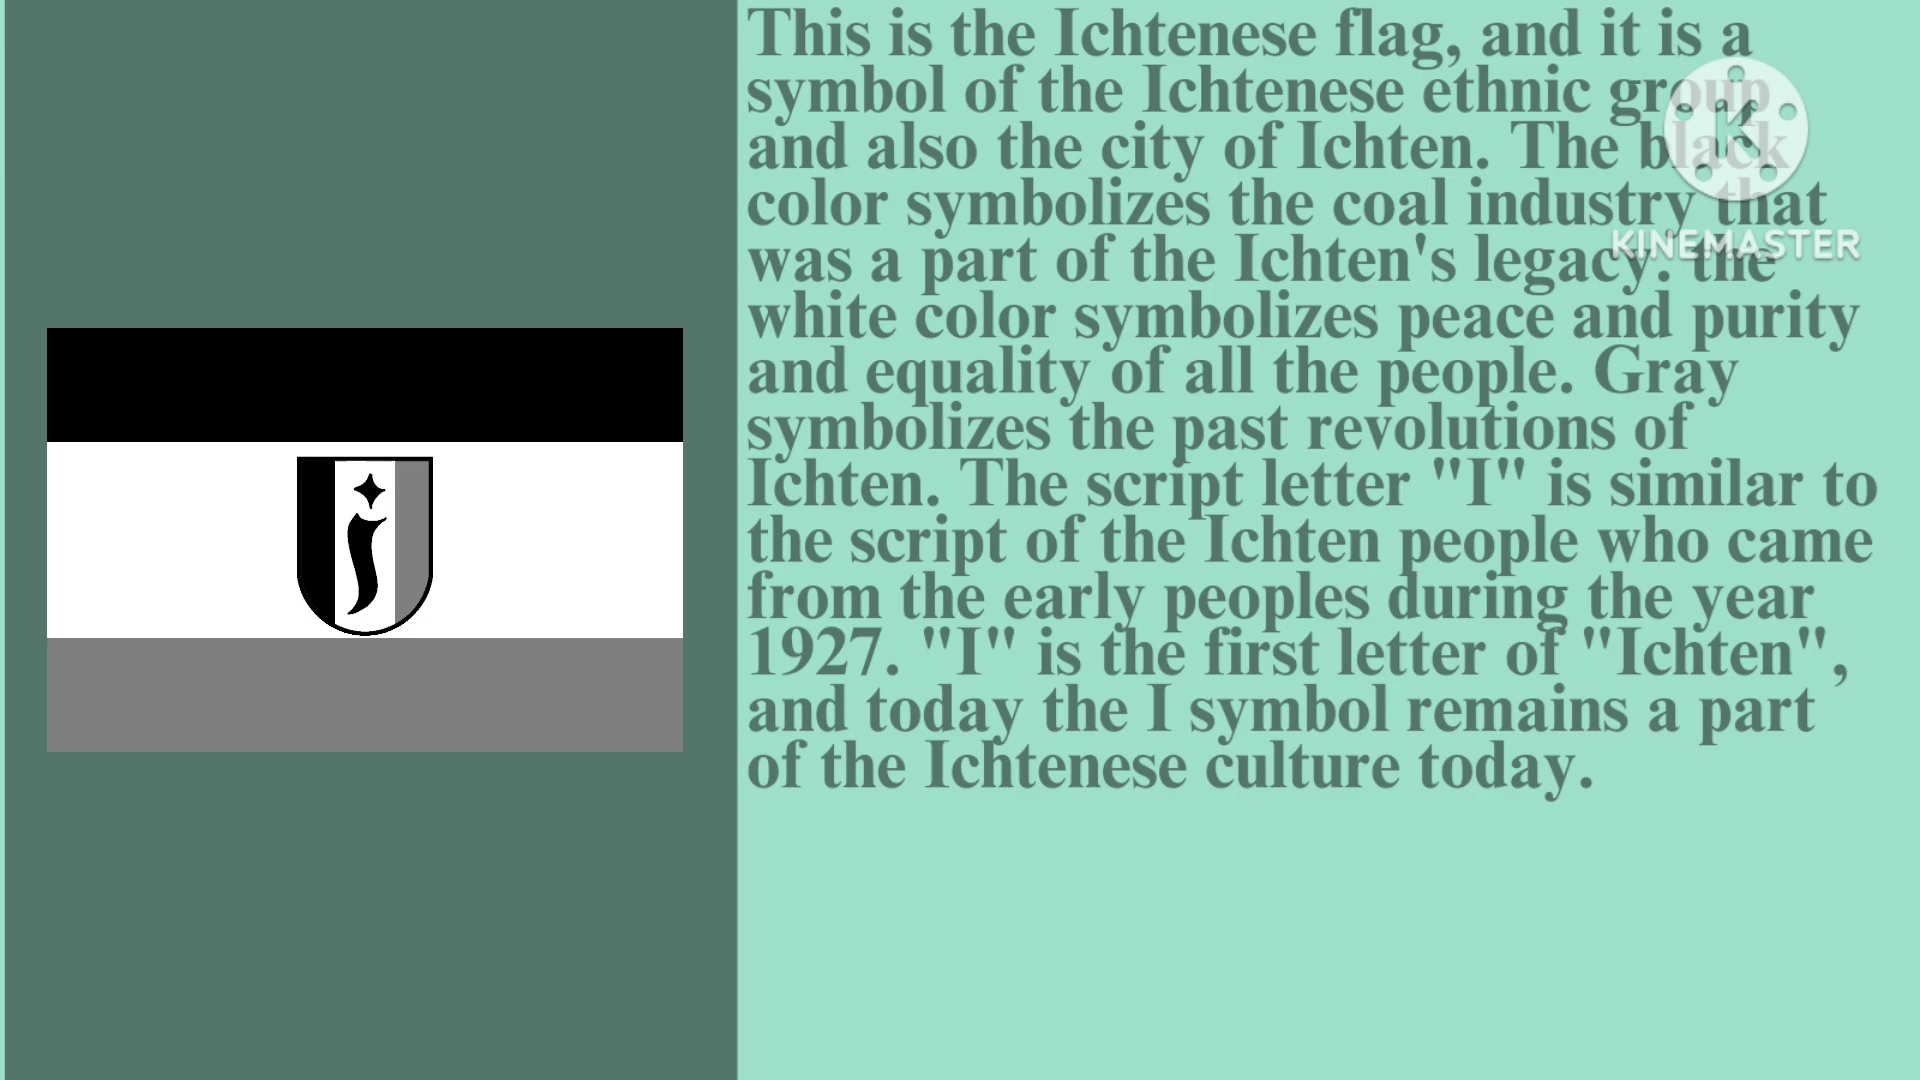 This is the Ichtenese flag, and it is a
symbol of the Ichtenese ethnic group
and also the city of Ichten. The black
color symbolizes the coal industry that
was a part of the Ichten's legacy. the
white color symbolizes peace and purity
and equality of all the people. Gray
symbolizes the past revolutions of
Ichten. The script letter "I" is similar to
the script of the Ichten people who came
from the early peoples during the year
1927. "I" is the first letter of "Ichten",
and today the I symbol remains a part
of the Ichtenese culture today.
K
KINEMASTER